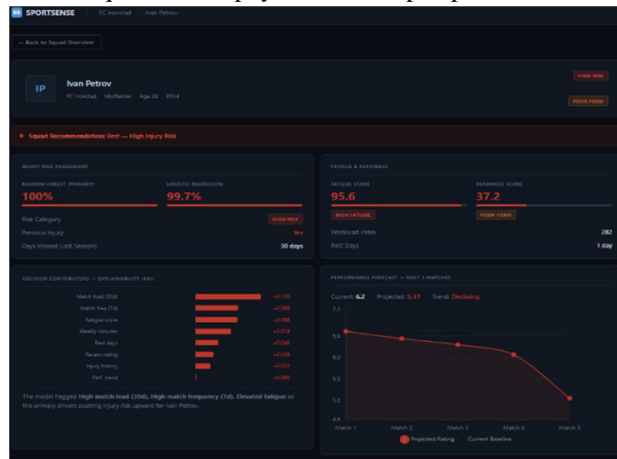 SS SPORTSENSE FC Ironclad / Ivan Petrov
← Back to Squad Overview
IP
Ivan Petrov
FC Ironclad Midfielder Age 28
HIGH RISK
POOR FORM
Squad Recommendation: Rest — High Injury Risk
INJURY RISK ASSESSMENT
RANDOM FOREST (PRIMARY) LOGISTIC REGRESSION
100% 99.7%
Risk Category HIGH RISK
Previous Injury Yes
Days Missed (Last Season) 30 days
FATIGUE & READINESS
FATIGUE SCORE READINESS SCORE
95.6 37.2
HIGH FATIGUE POOR FORM
Workload Index 282
Rest Days 1 day
DECISION CONTRIBUTORS — EXPLAINABILITY (XAI)
Match load (30d)
Match freq (7d)
Fatigue score
Weekly minutes
Rest days
Recent rating
Injury history
Perf. trend
The model flagged High match load (30d), High match frequency (7d), Elevated fatigue as
the primary drivers pushing injury risk upward for Ivan Petrov.
PERFORMANCE FORECAST — NEXT 5 MATCHES
Current: 6.2 Projected: 5.17 Trend: Declining
Match 1 Match 2 Match 3 Match 4 Match 5
Projected Rating Current Baseline